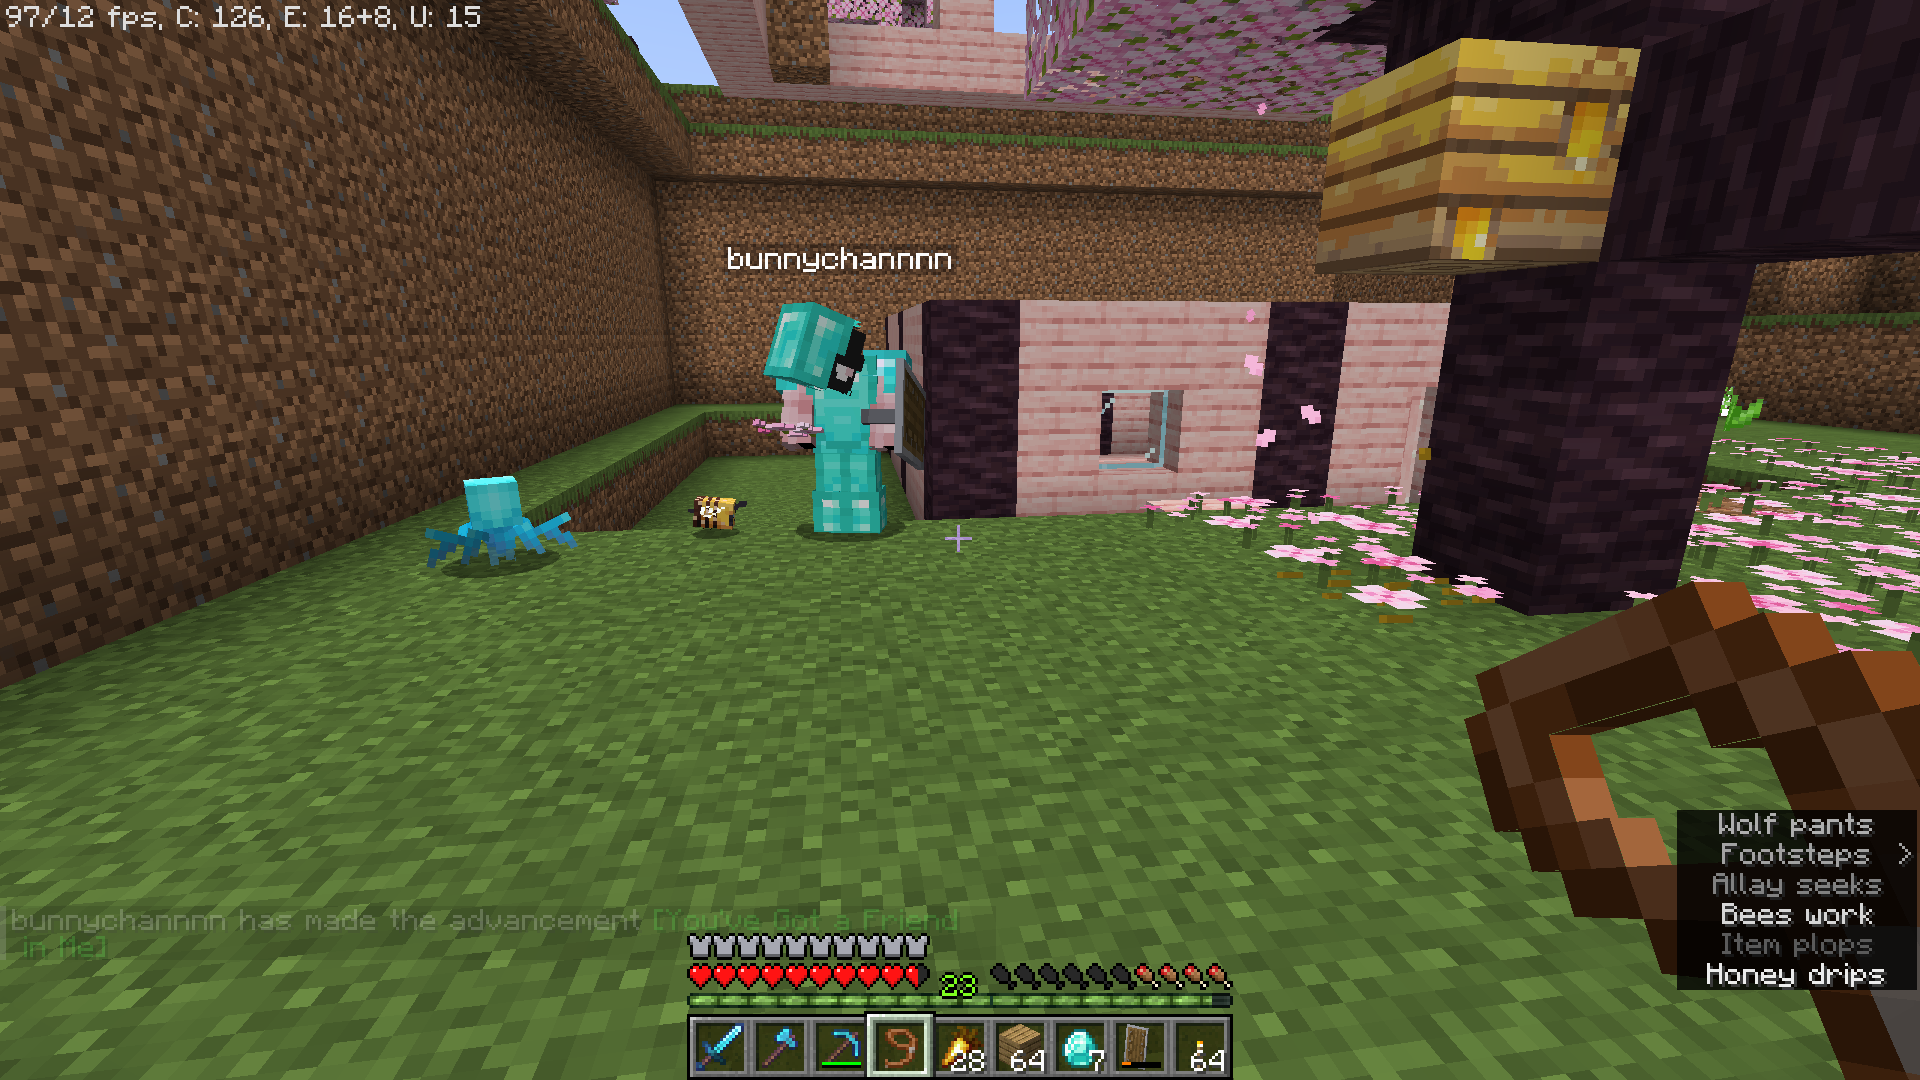 97/12 fps, C: 126, E: 16+8, U: 15
bunnychannnn
Wolf pants
Footsteps >
Allay seeks
Bees work
Item plops
Honey drips
bunnychannnn has made the advancement [You've Got a Friend
in Me]
23
28
64
7
64